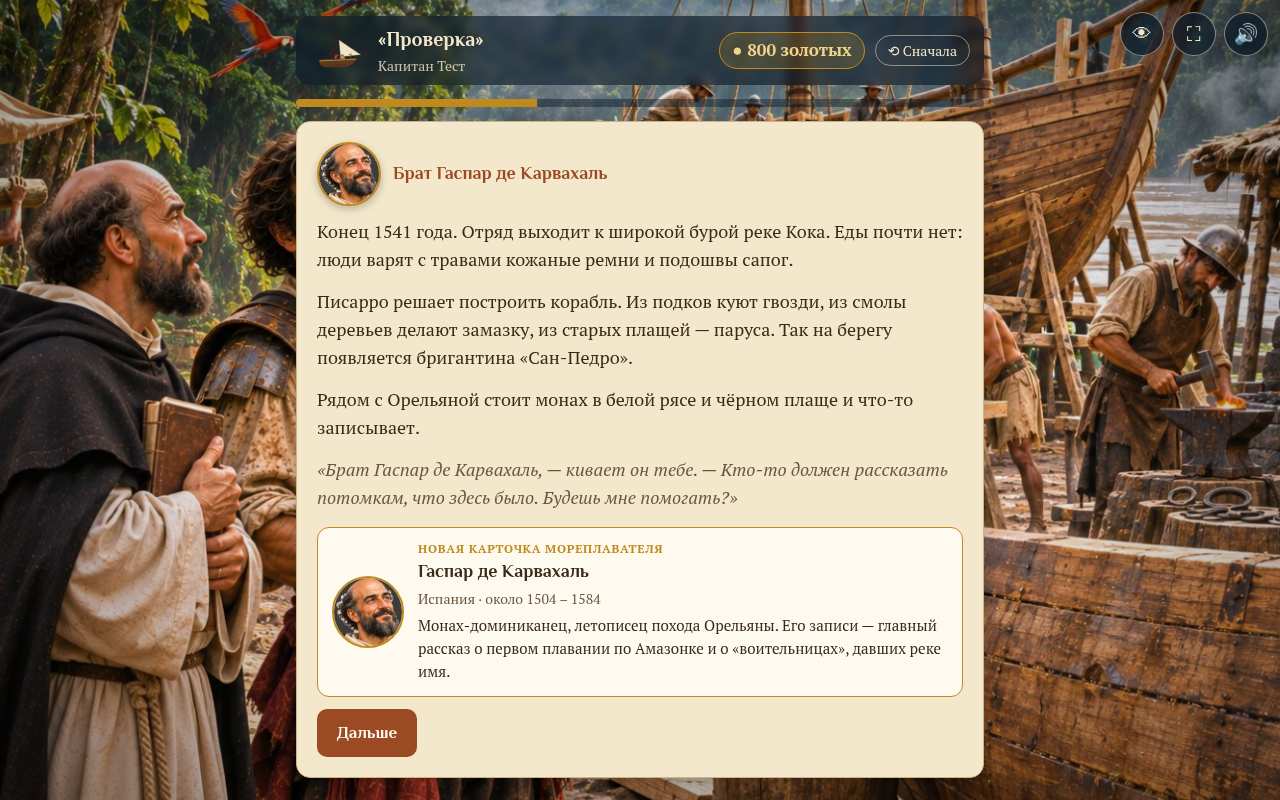 «Проверка»
Капитан Тест
● 800 золотых
⟲ Сначала
Брат Гаспар де Карвахаль
Конец 1541 года. Отряд выходит к широкой бурой реке Кока. Еды почти нет:
люди варят с травами кожаные ремни и подошвы сапог.
Писарро решает построить корабль. Из подков куют гвозди, из смолы
деревьев делают замазку, из старых плащей — паруса. Так на берегу
появляется бригантина «Сан-Педро».
Рядом с Орельяной стоит монах в белой рясе и чёрном плаще и что-то
записывает.
«Брат Гаспар де Карвахаль, — кивает он тебе. — Кто-то должен рассказать
потомкам, что здесь было. Будешь мне помогать?»
НОВАЯ КАРТОЧКА МОРЕПЛАВАТЕЛЯ
Гаспар де Карвахаль
Испания · около 1504 – 1584
Монах-доминиканец, летописец похода Орельяны. Его записи — главный
рассказ о первом плавании по Амазонке и о «воительницах», давших реке
имя.
Дальше